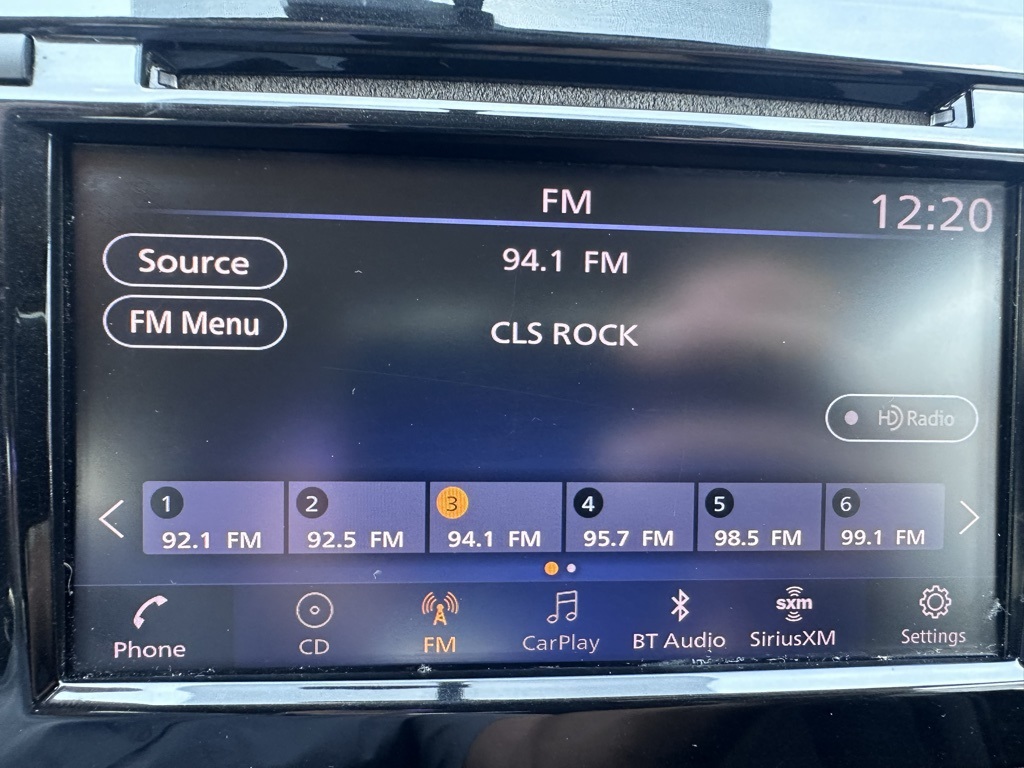 FM
12:20
Source
94.1 FM
FM Menu
CLS ROCK
HD Radio
1 2 3 4 5 6
92.1 FM 92.5 FM 94.1 FM 95.7 FM 98.5 FM 99.1 FM
Phone CD FM CarPlay BT Audio sxm SiriusXM Settings